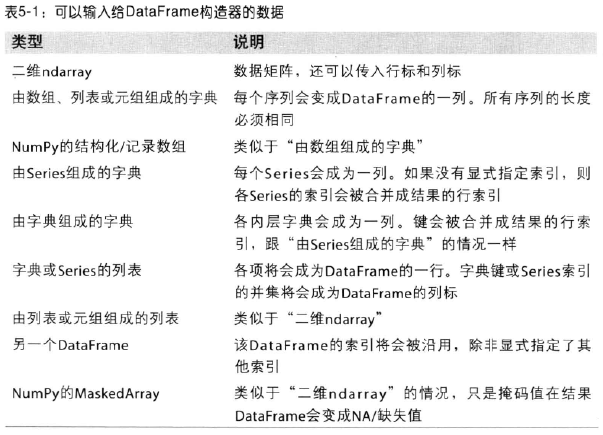 表5-1：可以输入给DataFrame构造器的数据
类型 说明
二维ndarray 数据矩阵，还可以传入行标和列标
由数组、列表或元组组成的字典 每个序列会变成DataFrame的一列。所有序列的长度
必须相同
NumPy的结构化/记录数组 类似于“由数组组成的字典”
由Series组成的字典 每个Series会成为一列。如果没有显式指定索引，则
各Series的索引会被合并成结果的行索引
由字典组成的字典 各内层字典会成为一列。键会被合并成结果的行索
引，跟“由Series组成的字典”的情况一样
字典或Series的列表 各项将会成为DataFrame的一行。字典键或Series索引
的并集将会成为DataFrame的列标
由列表或元组组成的列表 类似于“二维ndarray”
另一个DataFrame 该DataFrame的索引将会被沿用，除非显式指定了其
他索引
NumPy的MaskedArray 类似于“二维ndarray”的情况，只是掩码值在结果
DataFrame会变成NA/缺失值